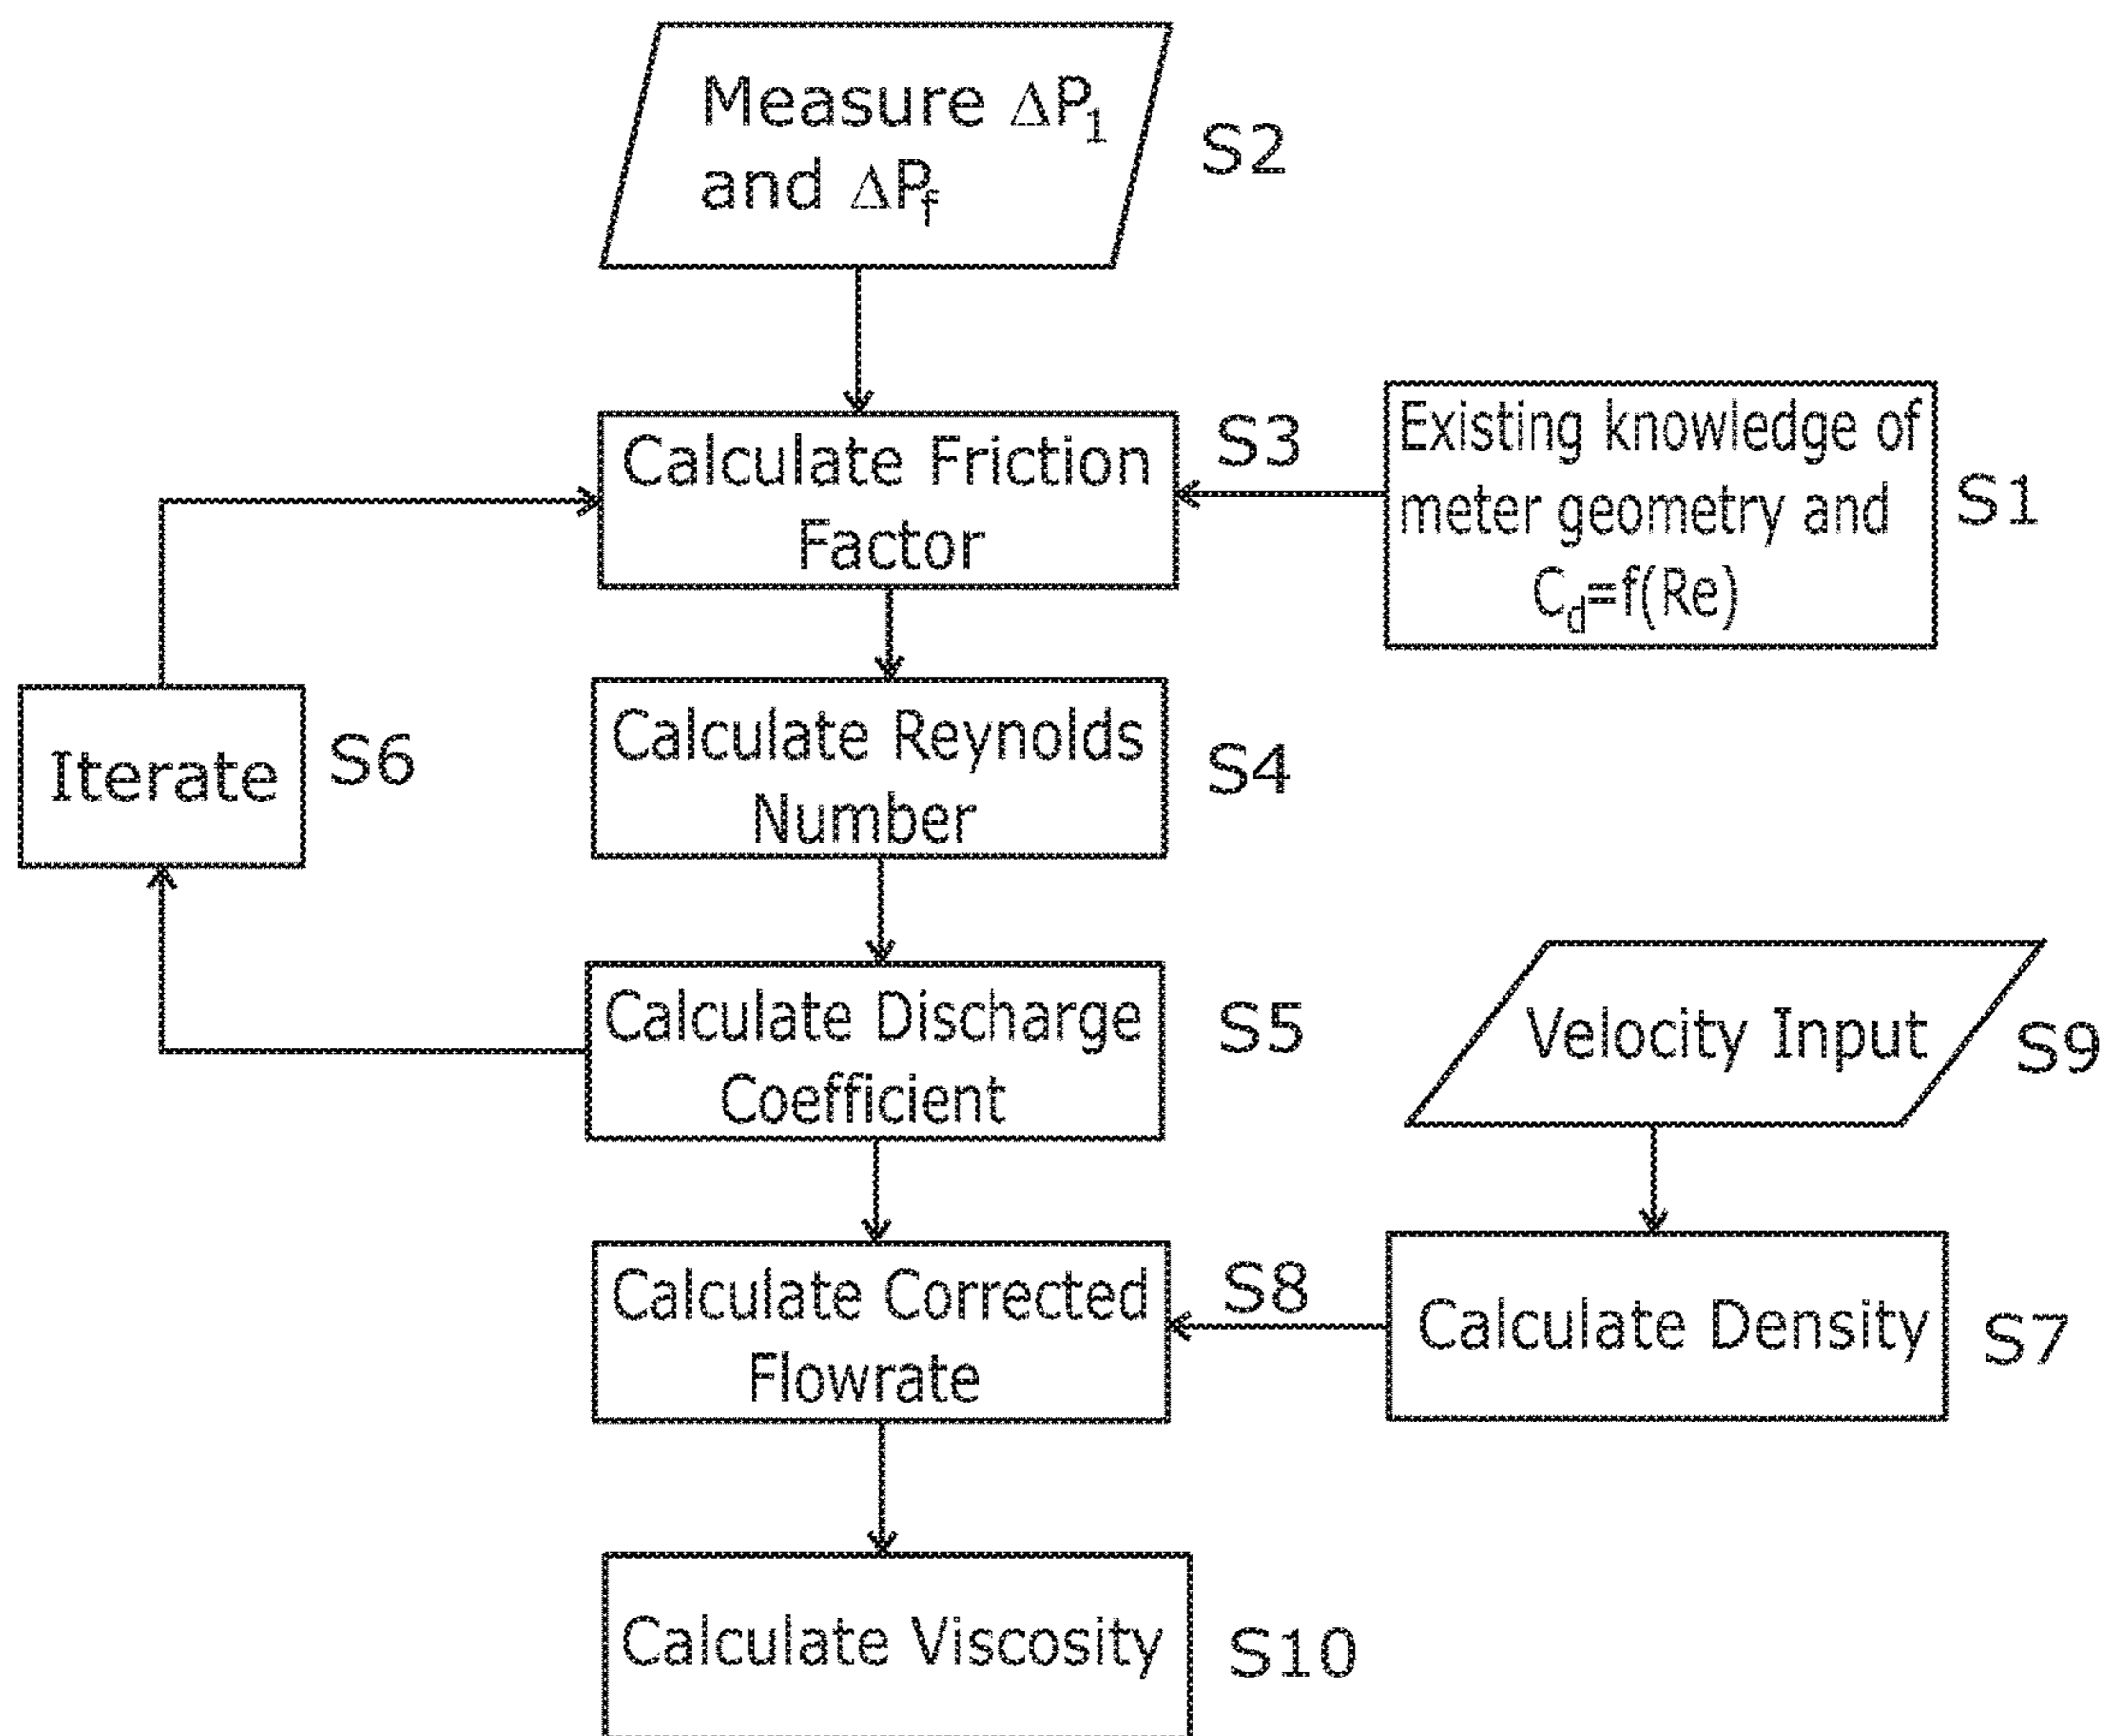 Measure ΔP1
and ΔPf
S2
Calculate Friction
Factor
S3
Existing knowledge of
meter geometry and
Cd=f(Re)
S1
Iterate
S6
Calculate Reynolds
Number
S4
Calculate Discharge
Coefficient
S5
Velocity Input
S9
Calculate Corrected
Flowrate
S8
Calculate Density
S7
Calculate Viscosity
S10